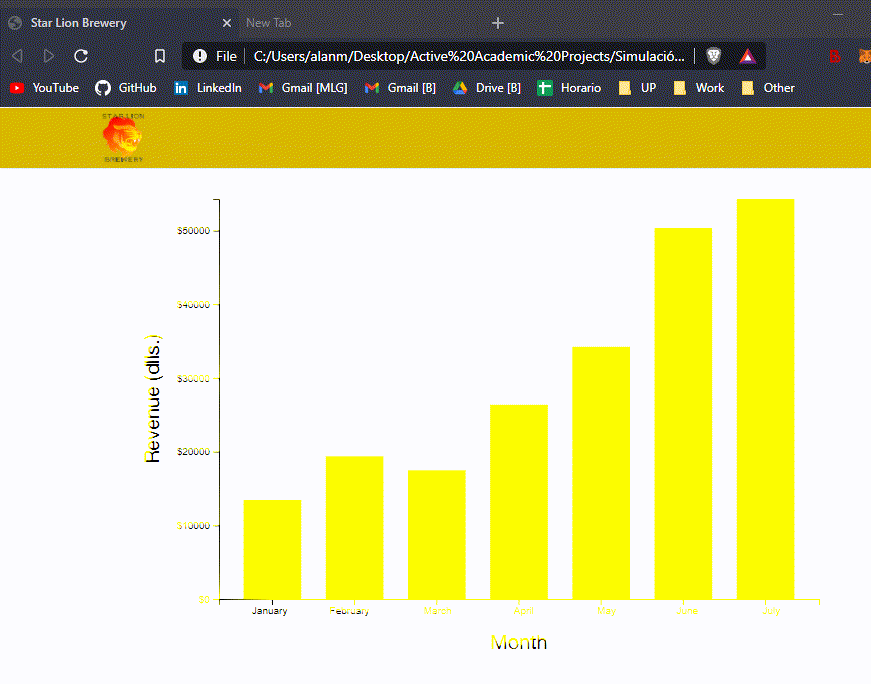 Star Lion Brewery
New Tab
File
C:/Users/alanm/Desktop/Active%20Academic%20Projects/Simulació...
YouTube
GitHub
LinkedIn
Gmail [MLG]
Gmail [B]
Drive [B]
Horario
UP
Work
Other
STAR LION
BREWERY
$50000
$40000
$30000
$20000
$10000
$0
Revenue (dlls.)
January
February
March
April
May
June
July
Month